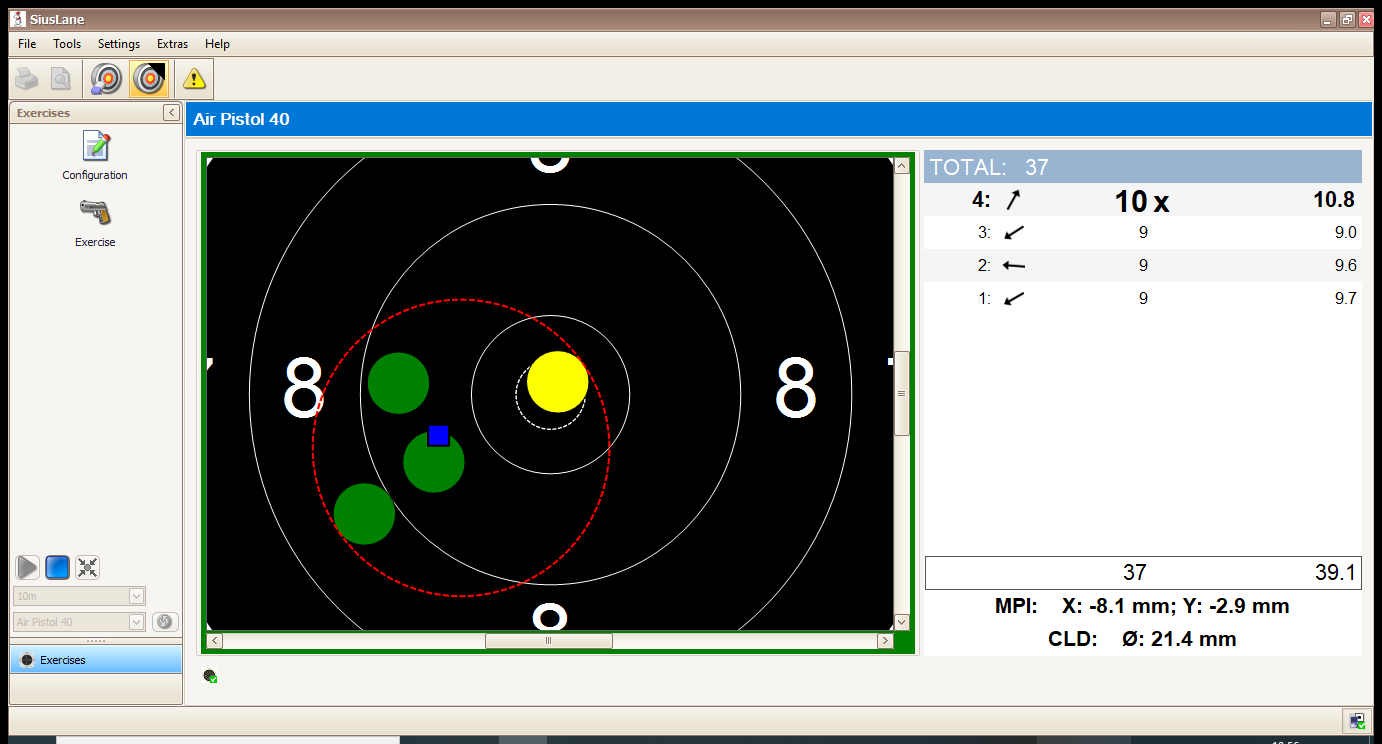 SiusLane
File Tools Settings Extras Help
Exercises
Air Pistol 40
Configuration
Exercise
8
8
8
8
TOTAL: 37
4: 10 x 10.8
3: 9 9.0
2: 9 9.6
1: 9 9.7
37 39.1
MPI: X: -8.1 mm; Y: -2.9 mm
CLD: Ø: 21.4 mm
10m
Air Pistol 40
Exercises